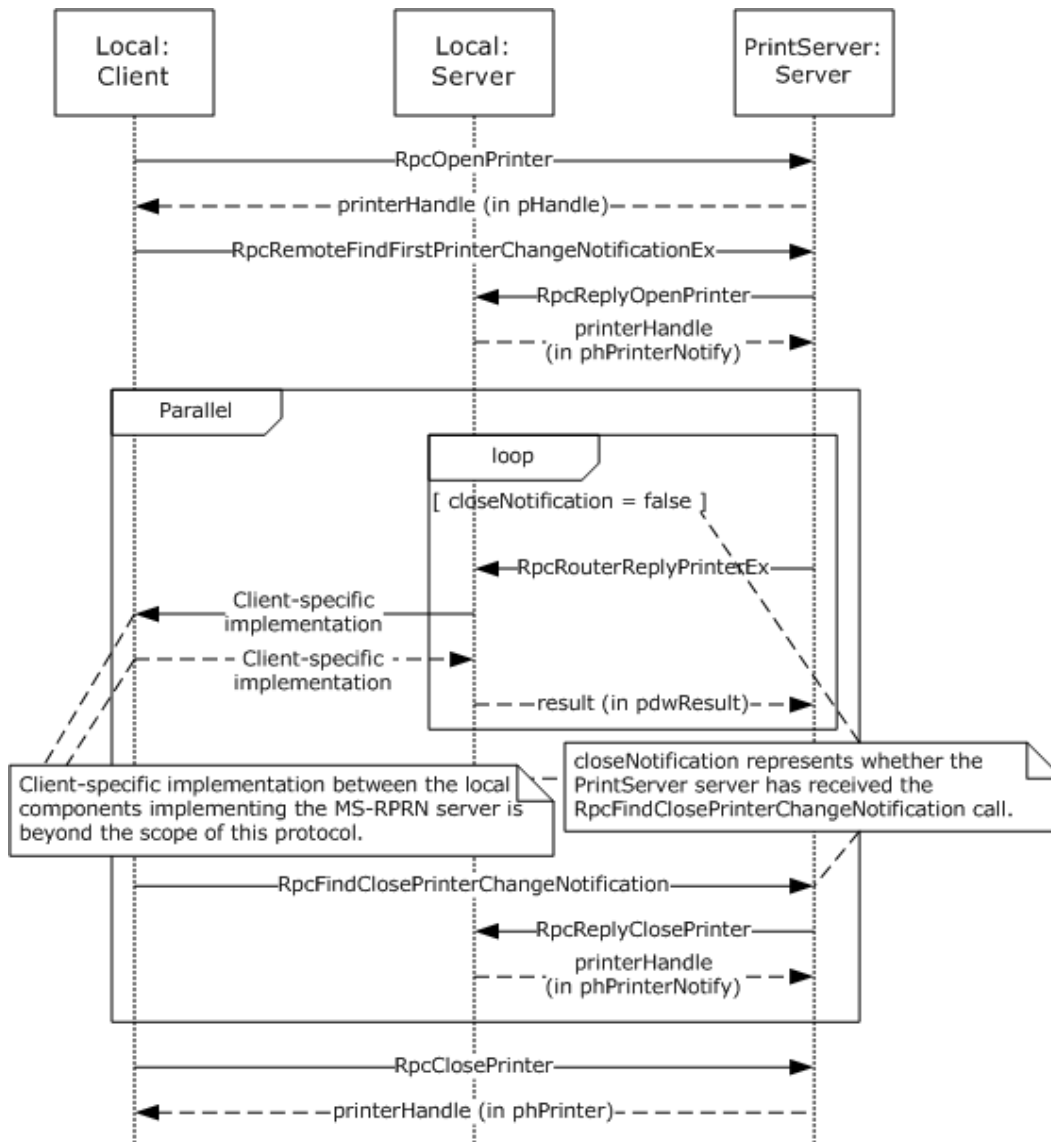 Local:
Client
Local:
Server
PrintServer:
Server
RpcOpenPrinter
printerHandle (in pHandle)
RpcRemoteFindFirstPrinterChangeNotificationEx
RpcReplyOpenPrinter
printerHandle
(in phPrinterNotify)
Parallel
loop
[ closeNotification = false ]
RpcRouterReplyPrinterEx
Client-specific
implementation
Client-specific
implementation
result (in pdwResult)
Client-specific implementation between the local
components implementing the MS-RPRN server is
beyond the scope of this protocol.
closeNotification represents whether the
PrintServer server has received the
RpcFindClosePrinterChangeNotification call.
RpcFindClosePrinterChangeNotification
RpcReplyClosePrinter
printerHandle
(in phPrinterNotify)
RpcClosePrinter
printerHandle (in phPrinter)